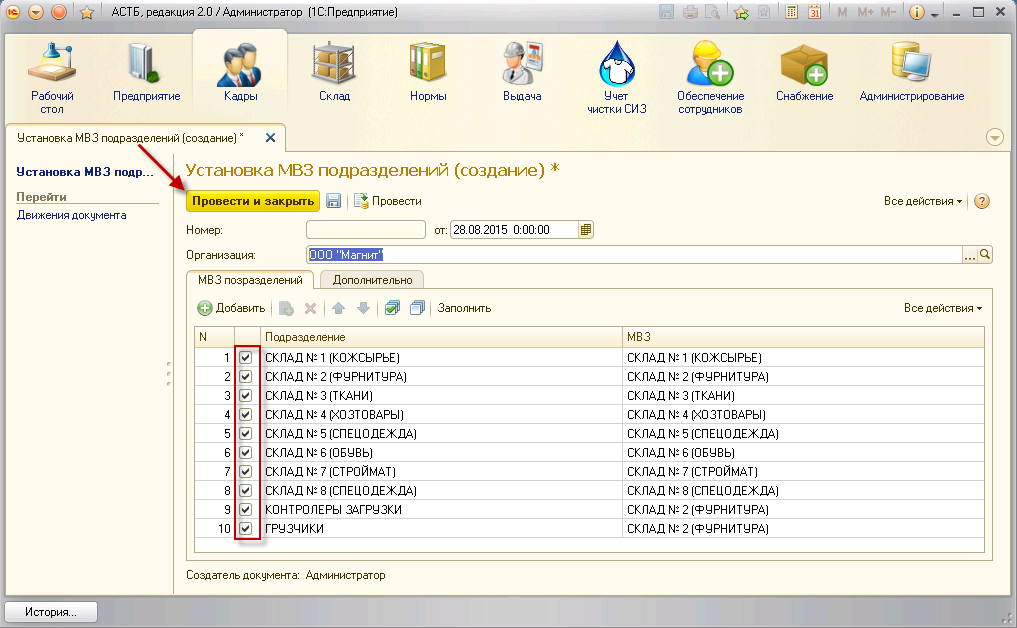 АСТБ, редакция 2.0 / Администратор (1С:Предприятие)
M M+ M-
Рабочий стол
Предприятие
Кадры
Склад
Нормы
Выдача
Учет чистки СИЗ
Обеспечение сотрудников
Снабжение
Администрирование
Установка МВЗ подразделений (создание) *
Установка МВЗ подр...
Перейти
Движения документа
Установка МВЗ подразделений (создание) *
Провести и закрыть
Провести
Все действия
Номер:
от: 28.08.2015 0:00:00
Организация: ООО "Магнит"
МВЗ позразделений
Дополнительно
Добавить
Заполнить
Все действия
N Подразделение МВЗ
1 СКЛАД № 1 (КОЖСЫРЬЕ) СКЛАД № 1 (КОЖСЫРЬЕ)
2 СКЛАД № 2 (ФУРНИТУРА) СКЛАД № 2 (ФУРНИТУРА)
3 СКЛАД № 3 (ТКАНИ) СКЛАД № 3 (ТКАНИ)
4 СКЛАД № 4 (ХОЗТОВАРЫ) СКЛАД № 4 (ХОЗТОВАРЫ)
5 СКЛАД № 5 (СПЕЦОДЕЖДА) СКЛАД № 5 (СПЕЦОДЕЖДА)
6 СКЛАД № 6 (ОБУВЬ) СКЛАД № 6 (ОБУВЬ)
7 СКЛАД № 7 (СТРОЙМАТ) СКЛАД № 7 (СТРОЙМАТ)
8 СКЛАД № 8 (СПЕЦОДЕЖДА) СКЛАД № 8 (СПЕЦОДЕЖДА)
9 КОНТРОЛЕРЫ ЗАГРУЗКИ СКЛАД № 2 (ФУРНИТУРА)
10 ГРУЗЧИКИ СКЛАД № 2 (ФУРНИТУРА)
Создатель документа: Администратор
История...